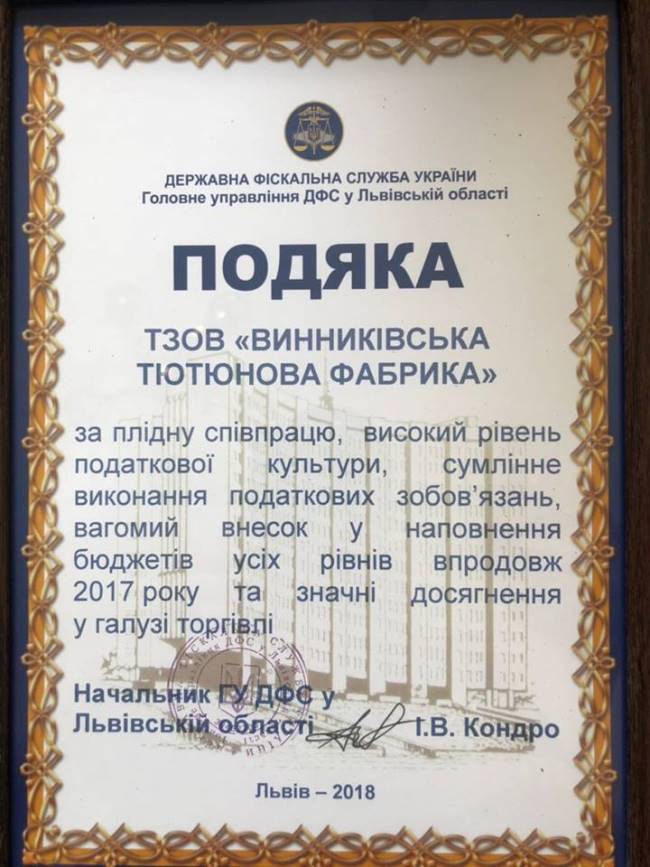 ДЕРЖАВНА ФІСКАЛЬНА СЛУЖБА УКРАЇНИ
Головне управління ДФС у Львівській області
ПОДЯКА
ТЗОВ «ВИННИКІВСЬКА
ТЮТЮНОВА ФАБРИКА»
за плідну співпрацю, високий рівень
податкової культури, сумлінне
виконання податкових зобов’язань,
вагомий внесок у наповнення
бюджетів усіх рівнів впродовж
2017 року та значні досягнення
у галузі торгівлі
Начальник ГУ ДФС у
Львівській області І.В. Кондро
Львів – 2018